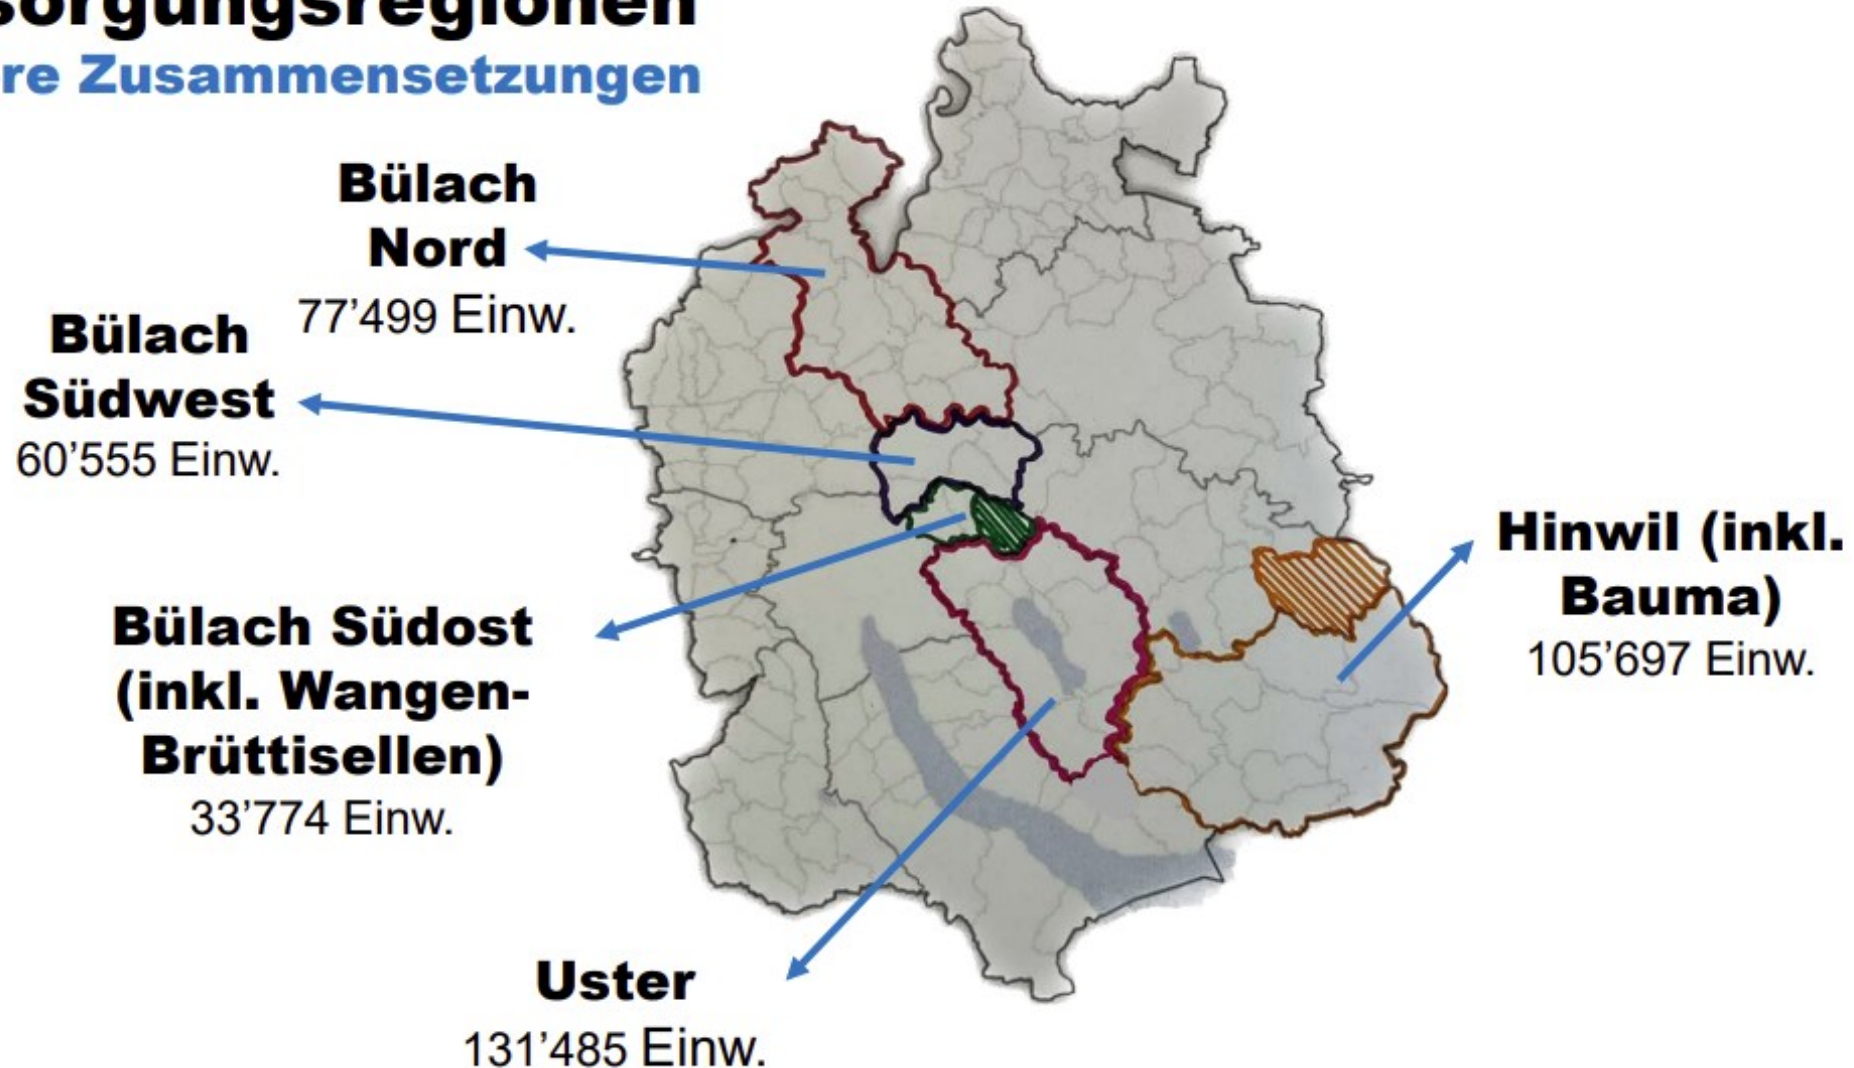 sorgungsregionen
re Zusammensetzungen
Bülach
Nord
77’499 Einw.
Bülach
Südwest
60’555 Einw.
Bülach Südost
(inkl. Wangen-
Brüttisellen)
33’774 Einw.
Hinwil (inkl.
Bauma)
105’697 Einw.
Uster
131’485 Einw.